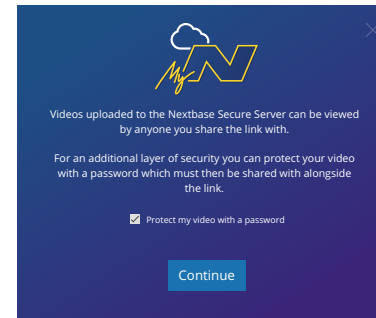 My N
Videos uploaded to the Nextbase Secure Server can be viewed
by anyone you share the link with.
For an additional layer of security you can protect your video
with a password which must then be shared with alongside
the link.
Protect my video with a password
Continue